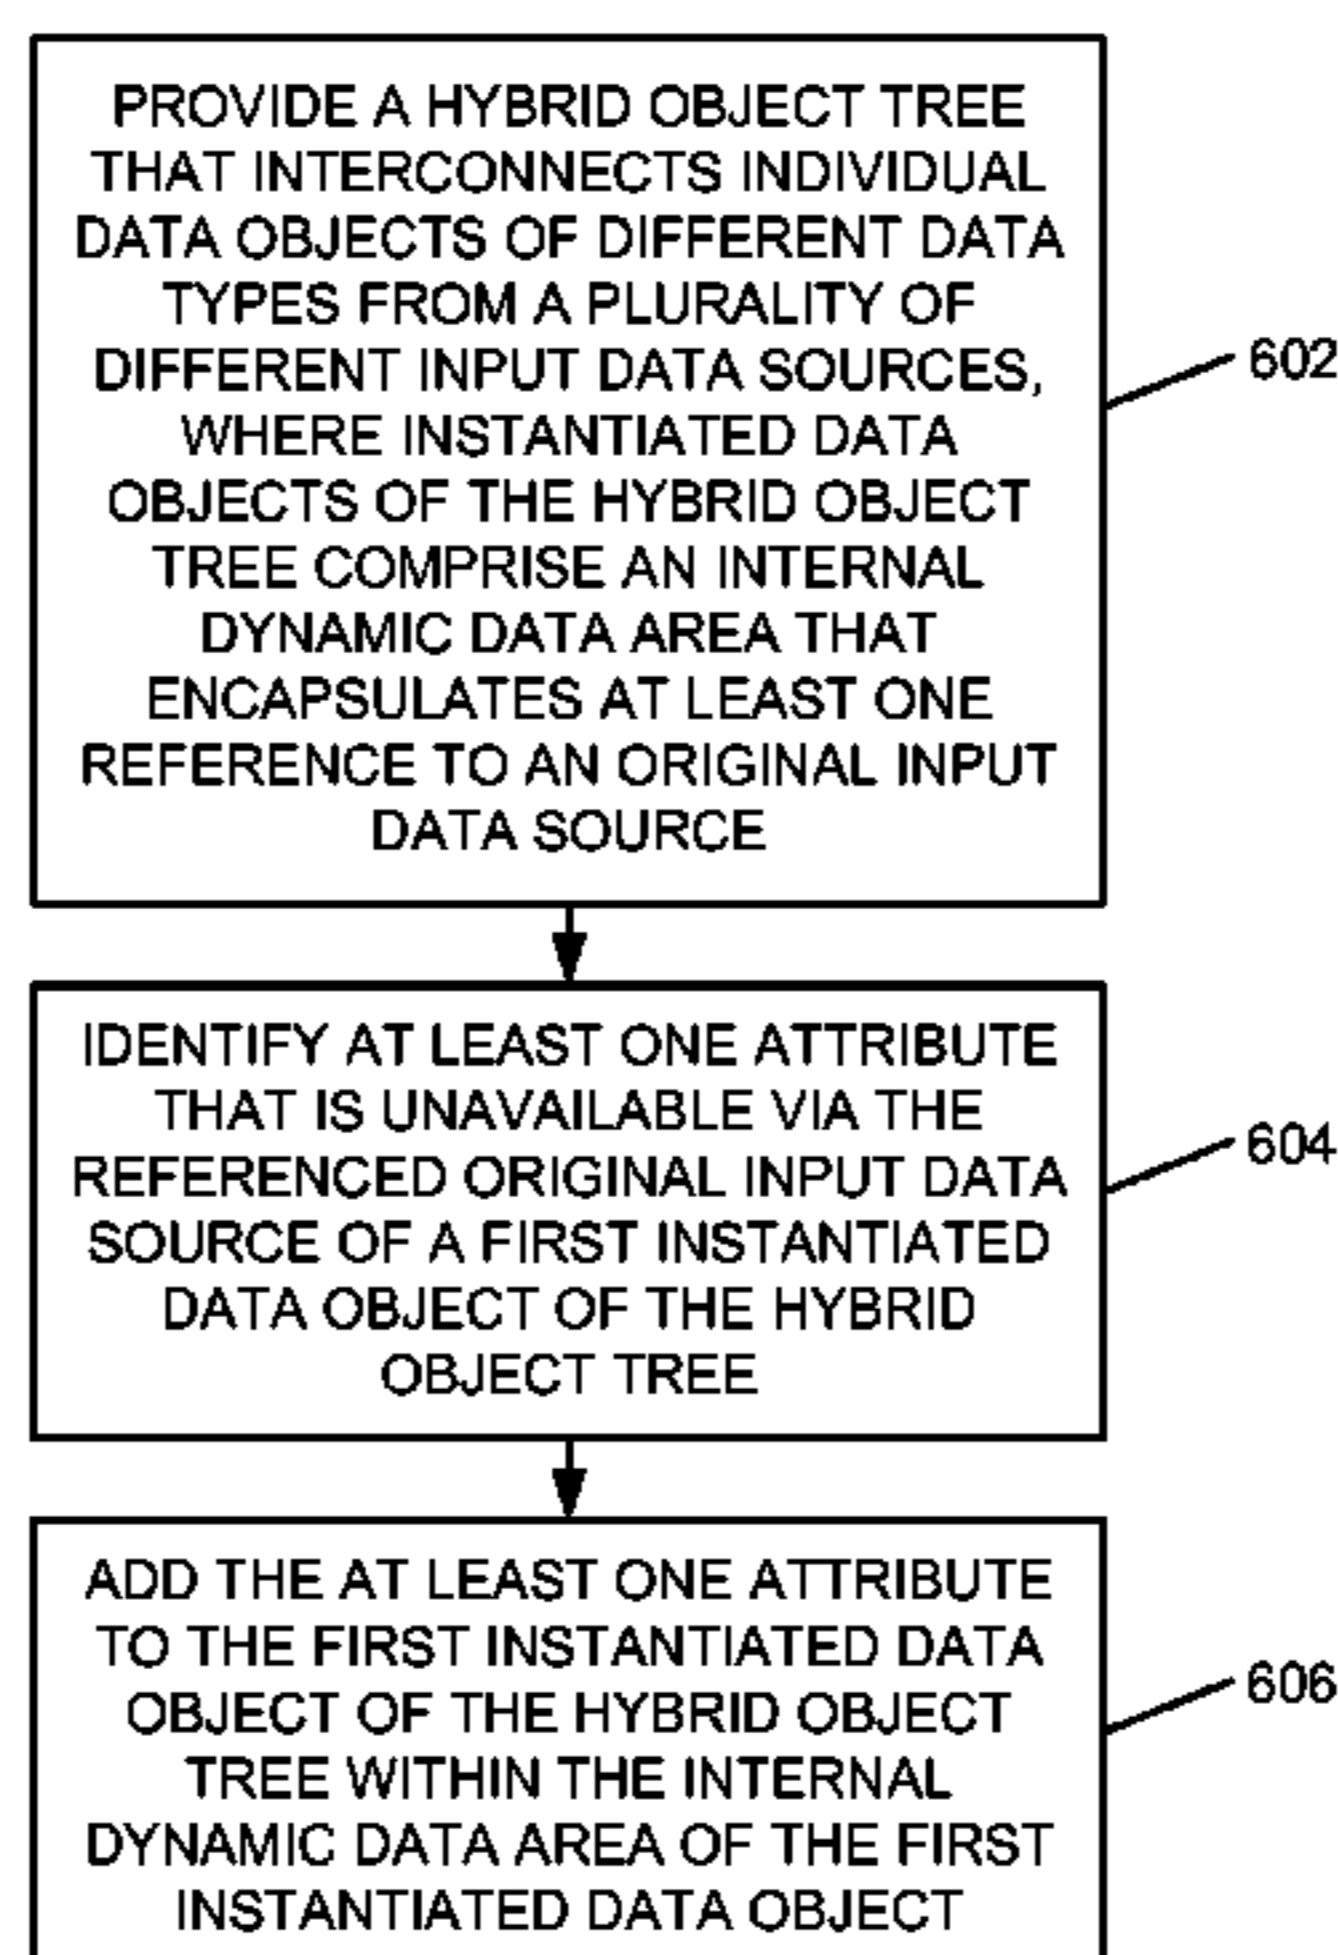 PROVIDE A HYBRID OBJECT TREE
THAT INTERCONNECTS INDIVIDUAL
DATA OBJECTS OF DIFFERENT DATA
TYPES FROM A PLURALITY OF
DIFFERENT INPUT DATA SOURCES,
WHERE INSTANTIATED DATA
OBJECTS OF THE HYBRID OBJECT
TREE COMPRISE AN INTERNAL
DYNAMIC DATA AREA THAT
ENCAPSULATES AT LEAST ONE
REFERENCE TO AN ORIGINAL INPUT
DATA SOURCE
602
IDENTIFY AT LEAST ONE ATTRIBUTE
THAT IS UNAVAILABLE VIA THE
REFERENCED ORIGINAL INPUT DATA
SOURCE OF A FIRST INSTANTIATED
DATA OBJECT OF THE HYBRID
OBJECT TREE
604
ADD THE AT LEAST ONE ATTRIBUTE
TO THE FIRST INSTANTIATED DATA
OBJECT OF THE HYBRID OBJECT
TREE WITHIN THE INTERNAL
DYNAMIC DATA AREA OF THE FIRST
INSTANTIATED DATA OBJECT
606